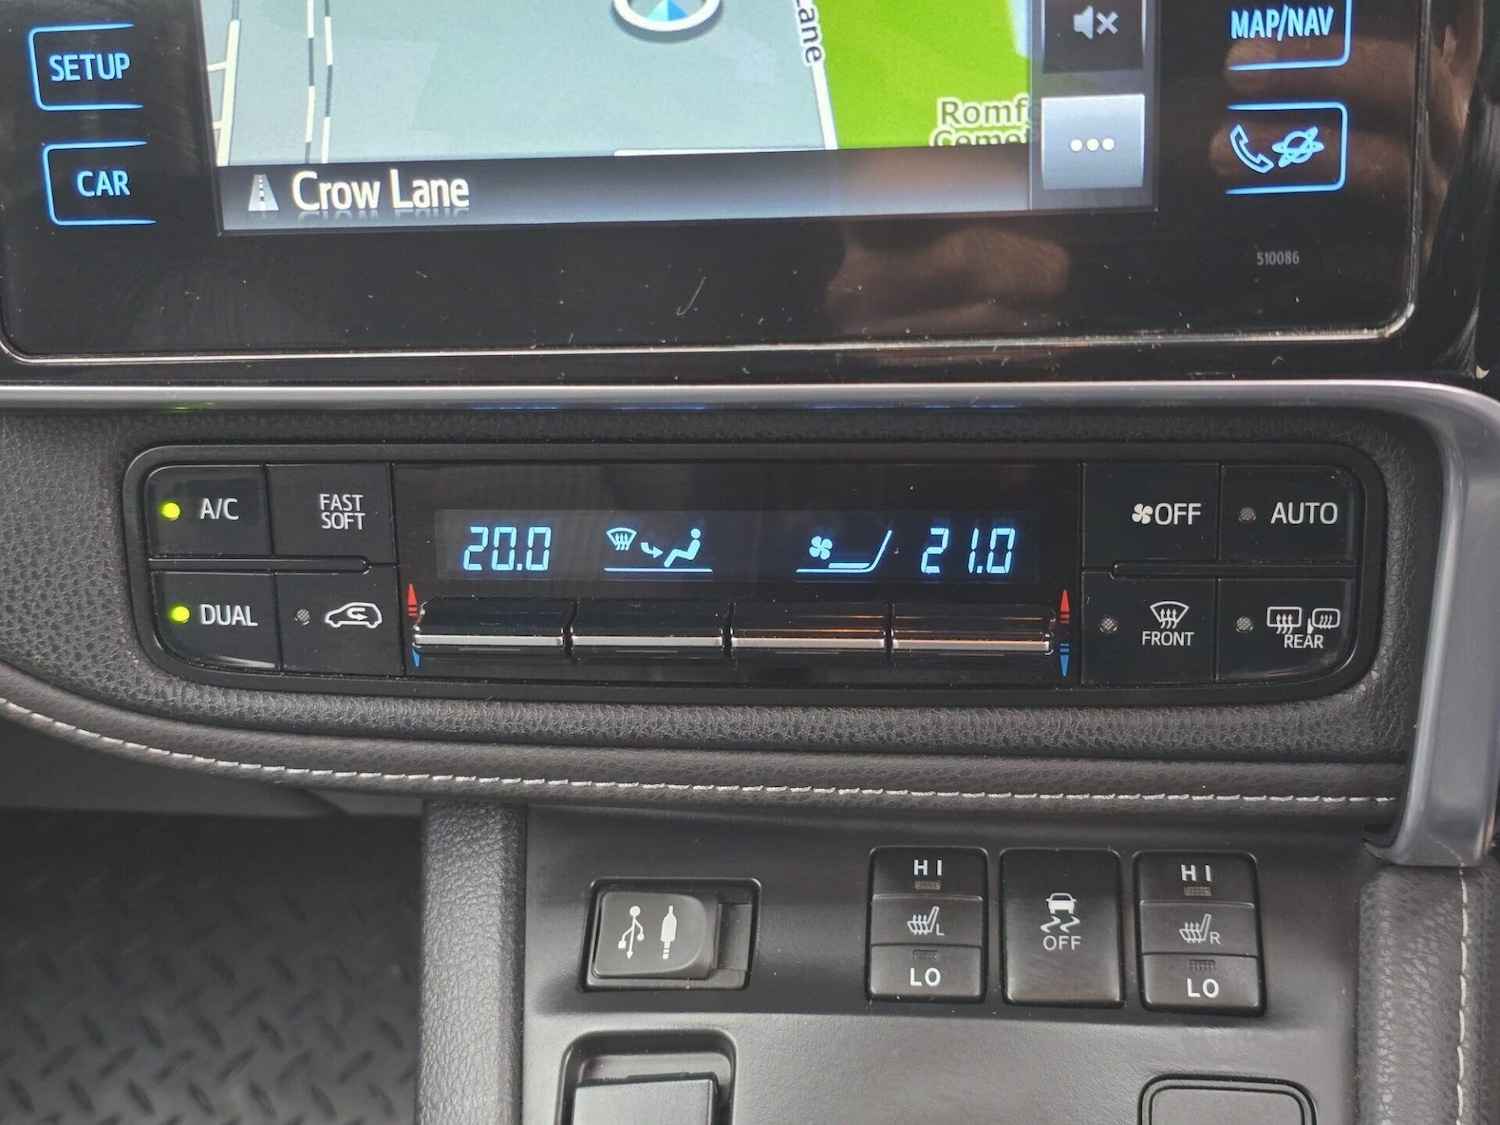 SETUP
CAR
Lane
Crow Lane
MAP/NAV
510086
A/C
FAST
SOFT
20.0
21.0
OFF
AUTO
DUAL
FRONT
REAR
HI
L
LO
OFF
HI
R
LO